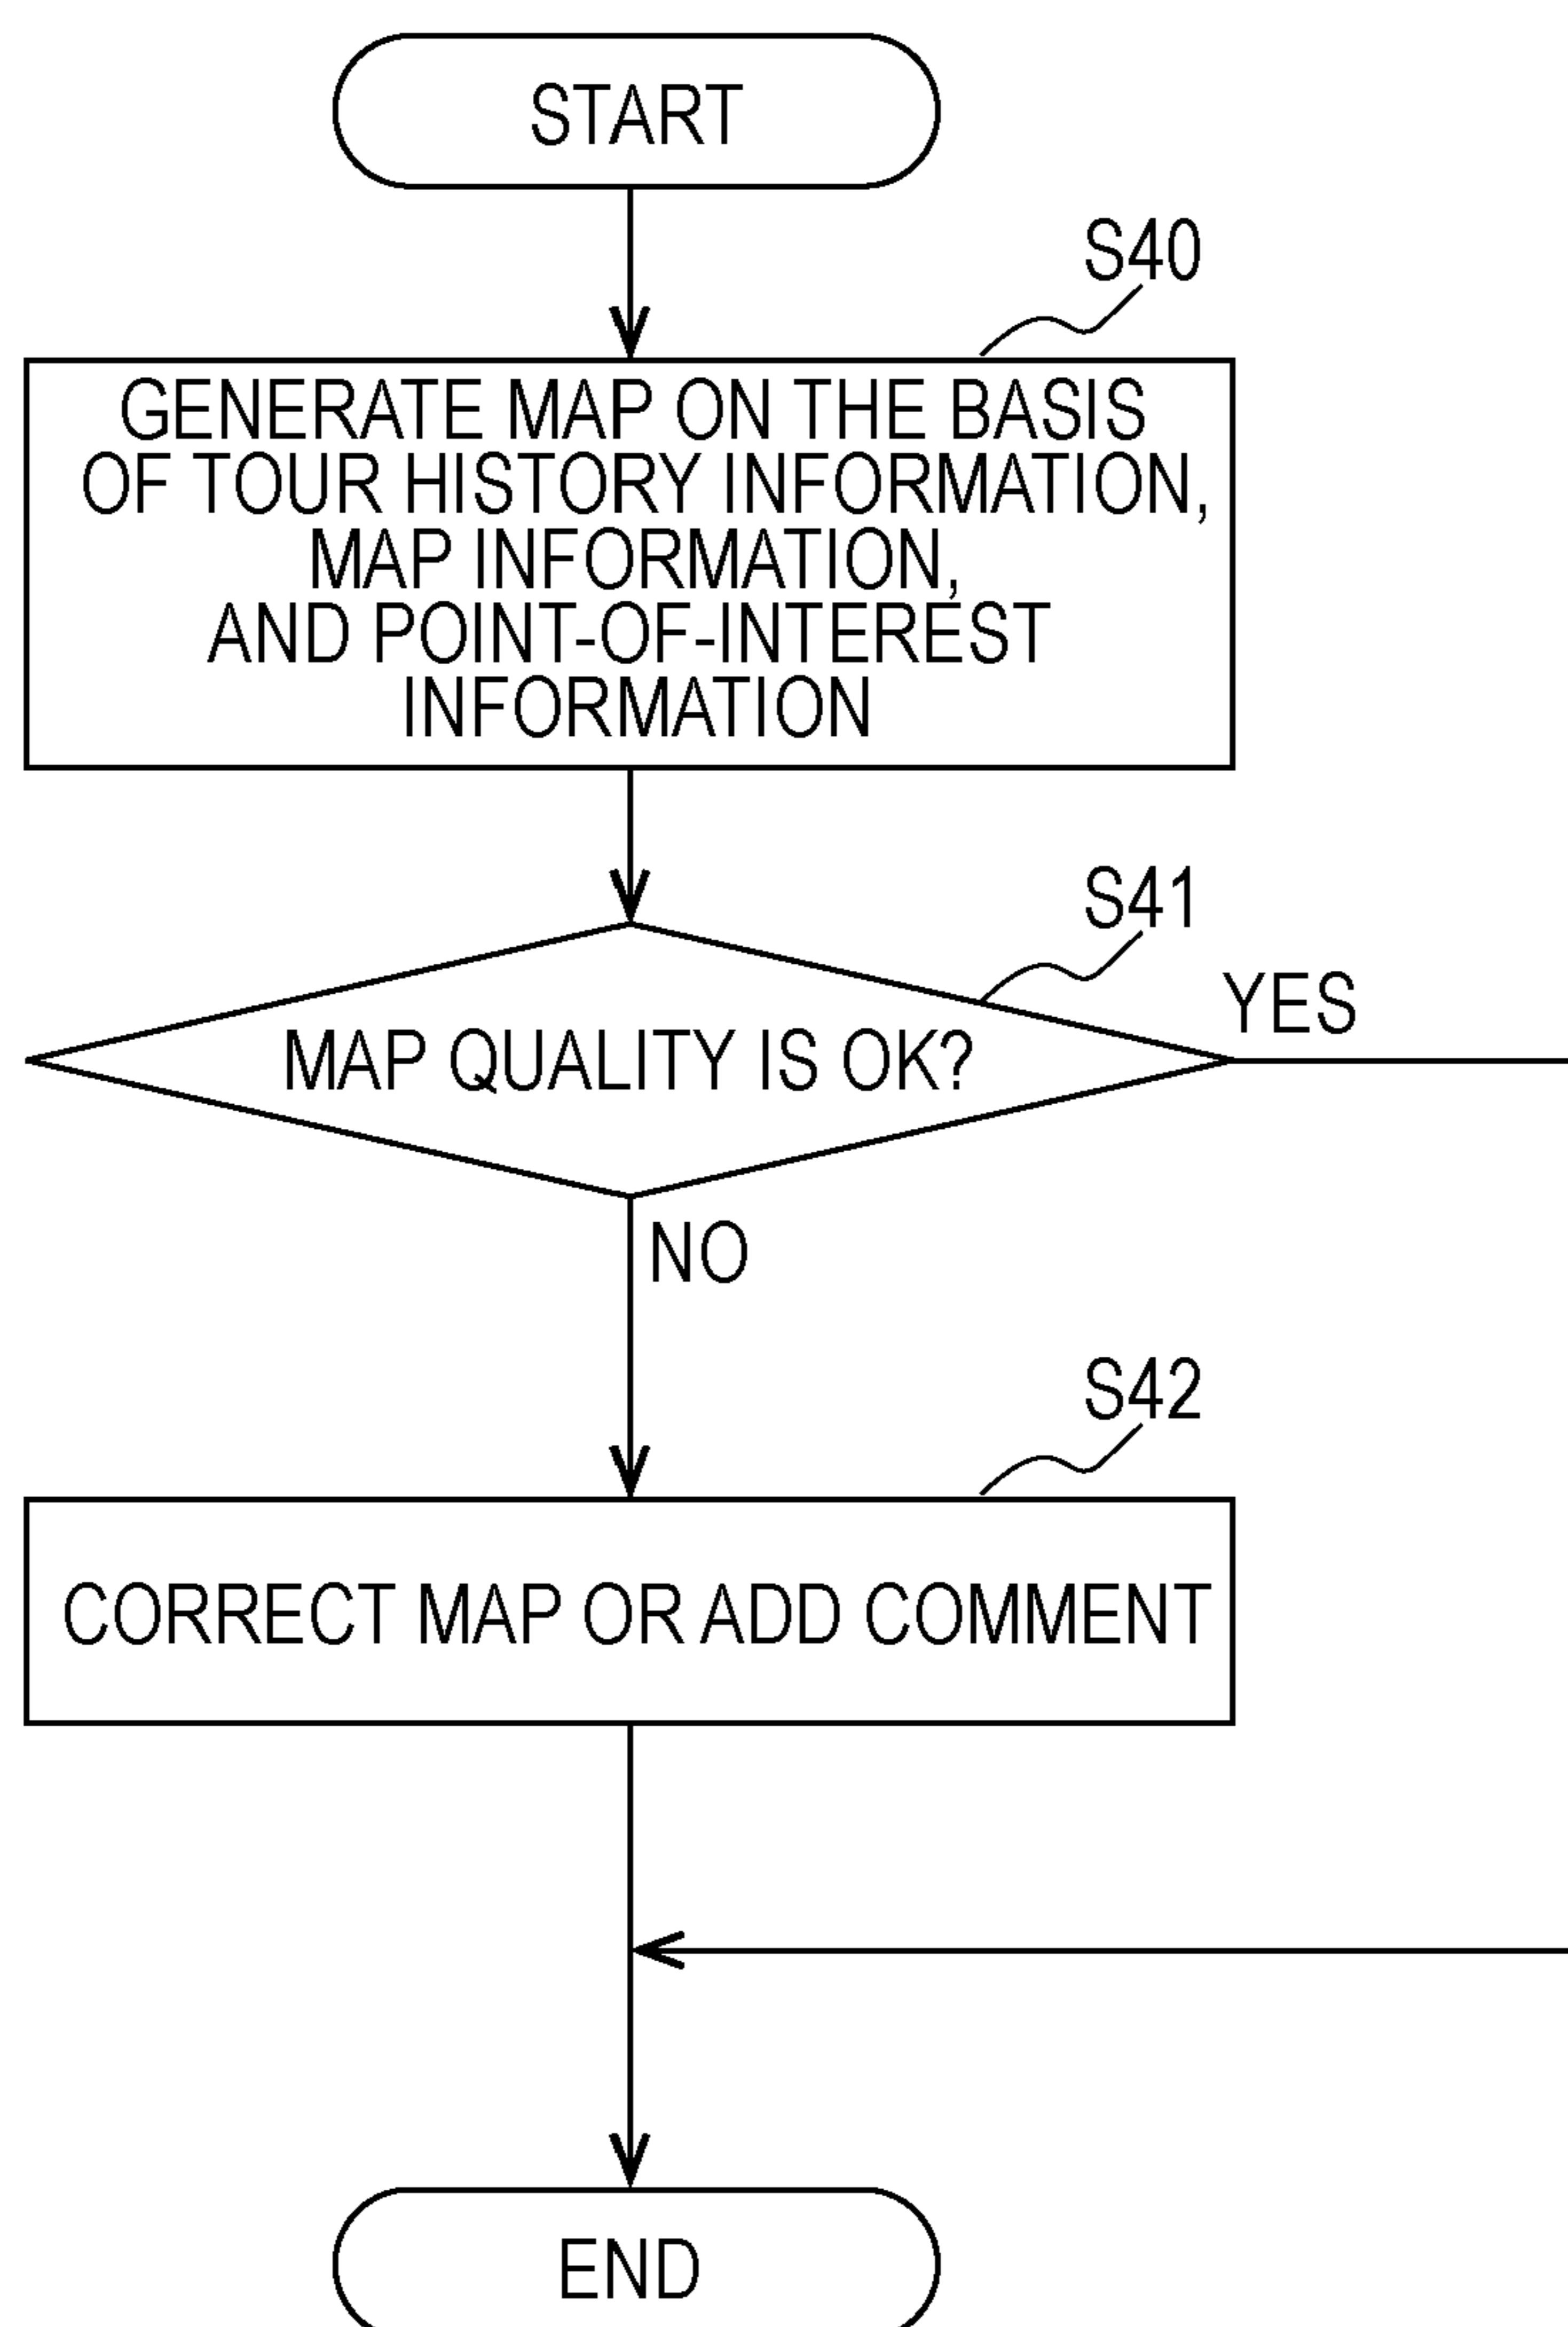 START
S40
GENERATE MAP ON THE BASIS
OF TOUR HISTORY INFORMATION,
MAP INFORMATION,
AND POINT-OF-INTEREST
INFORMATION
S41
YES
MAP QUALITY IS OK?
NO
S42
CORRECT MAP OR ADD COMMENT
END